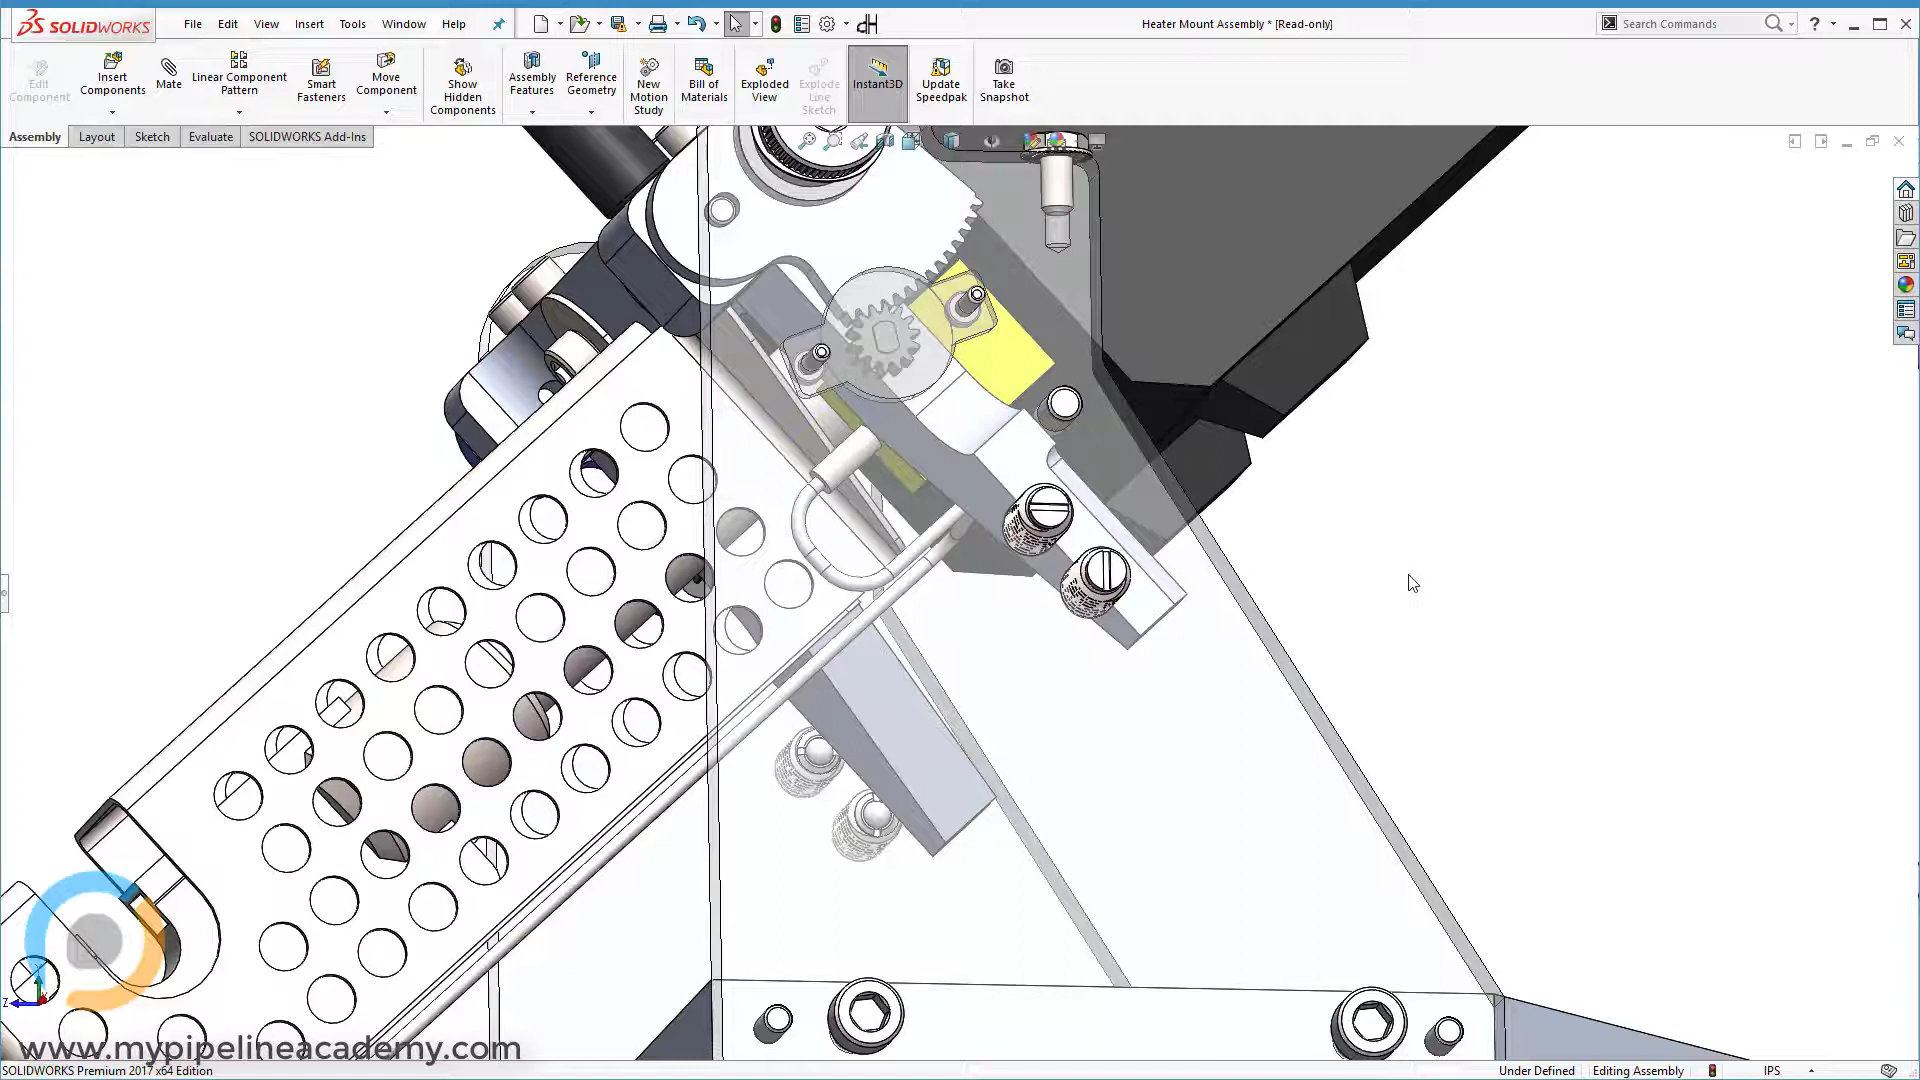 SOLIDWORKS
File Edit View Insert Tools Window Help
Heater Mount Assembly * [Read-only]
Search Commands
?
Edit Component
Insert Components
Mate
Linear Component Pattern
Smart Fasteners
Move Component
Show Hidden Components
Assembly Features
Reference Geometry
New Motion Study
Bill of Materials
Exploded View
Explode Line Sketch
Instant3D
Update Speedpak
Take Snapshot
Assembly Layout Sketch Evaluate SOLIDWORKS Add-Ins
Z
www.mypipelineacademy.com
SOLIDWORKS Premium 2017 x64 Edition
Under Defined Editing Assembly IPS